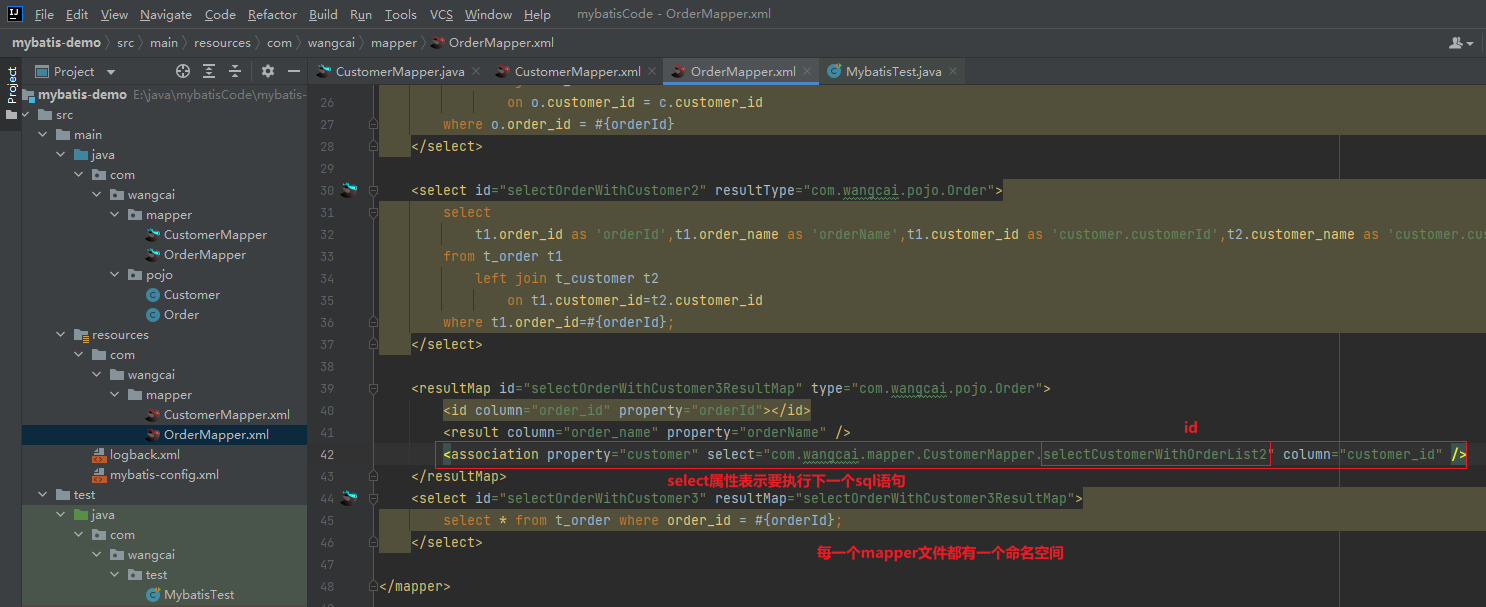 File Edit View Navigate Code Refactor Build Run Tools VCS Window Help mybatisCode - OrderMapper.xml
mybatis-demo src main resources com wangcai mapper OrderMapper.xml
Project
Project
CustomerMapper.java CustomerMapper.xml OrderMapper.xml MybatisTest.java
mybatis-demo E:\java\mybatisCode\mybatis-
src
main
java
com
wangcai
mapper
CustomerMapper
OrderMapper
pojo
Customer
Order
resources
com
wangcai
mapper
CustomerMapper.xml
OrderMapper.xml
logback.xml
mybatis-config.xml
test
java
com
wangcai
test
MybatisTest
26 on o.customer_id = c.customer_id
27 where o.order_id = #{orderId}
28 </select>
29
30 <select id="selectOrderWithCustomer2" resultType="com.wangcai.pojo.Order">
31 select
32 t1.order_id as 'orderId',t1.order_name as 'orderName',t1.customer_id as 'customer.customerId',t2.customer_name as 'customer.cus
33 from t_order t1
34 left join t_customer t2
35 on t1.customer_id=t2.customer_id
36 where t1.order_id=#{orderId};
37 </select>
38
39 <resultMap id="selectOrderWithCustomer3ResultMap" type="com.wangcai.pojo.Order">
40 <id column="order_id" property="orderId"></id>
41 <result column="order_name" property="orderName" />
id
42 <association property="customer" select="com.wangcai.mapper.CustomerMapper.selectCustomerWithOrderList2" column="customer_id" />
43 </resultMap>
select属性表示要执行下一个sql语句
44 <select id="selectOrderWithCustomer3" resultMap="selectOrderWithCustomer3ResultMap">
45 select * from t_order where order_id = #{orderId};
46 </select>
每一个mapper文件都有一个命名空间
47
48 </mapper>